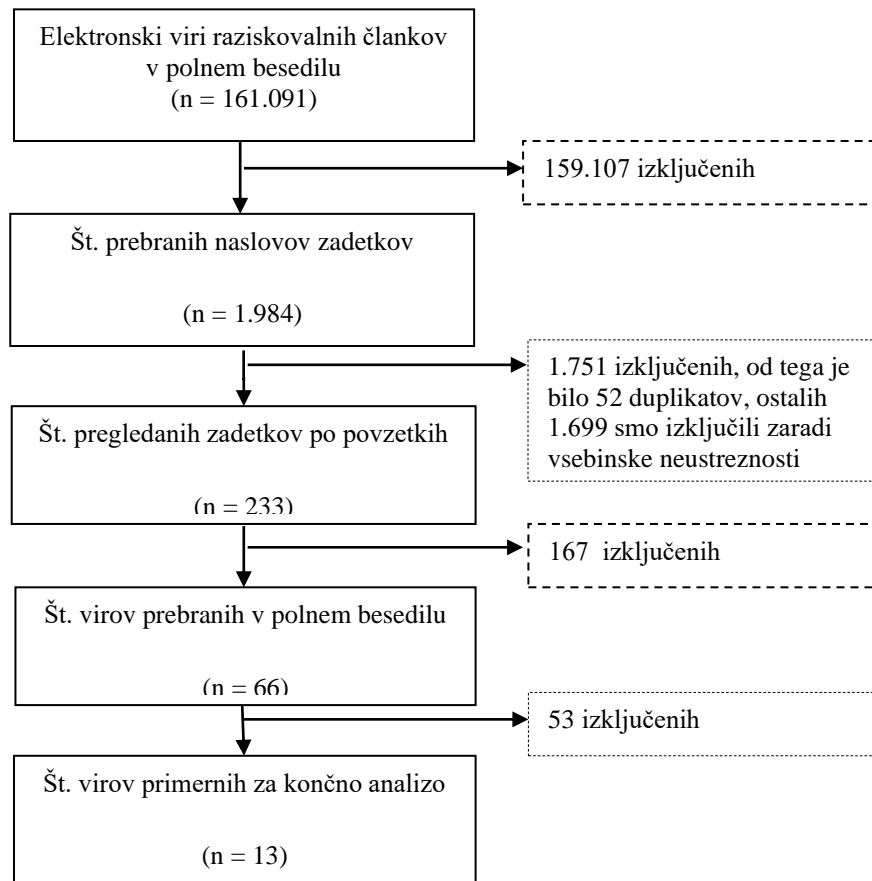 Elektronski viri raziskovalnih člankov
v polnem besedilu
(n = 161.091)
159.107 izključenih
Št. prebranih naslovov zadetkov
(n = 1.984)
1.751 izključenih, od tega je
bilo 52 duplikatov, ostalih
1.699 smo izključili zaradi
vsebinske neustreznosti
Št. pregledanih zadetkov po povzetkih
(n = 233)
167 izključenih
Št. virov prebranih v polnem besedilu
(n = 66)
53 izključenih
Št. virov primernih za končno analizo
(n = 13)